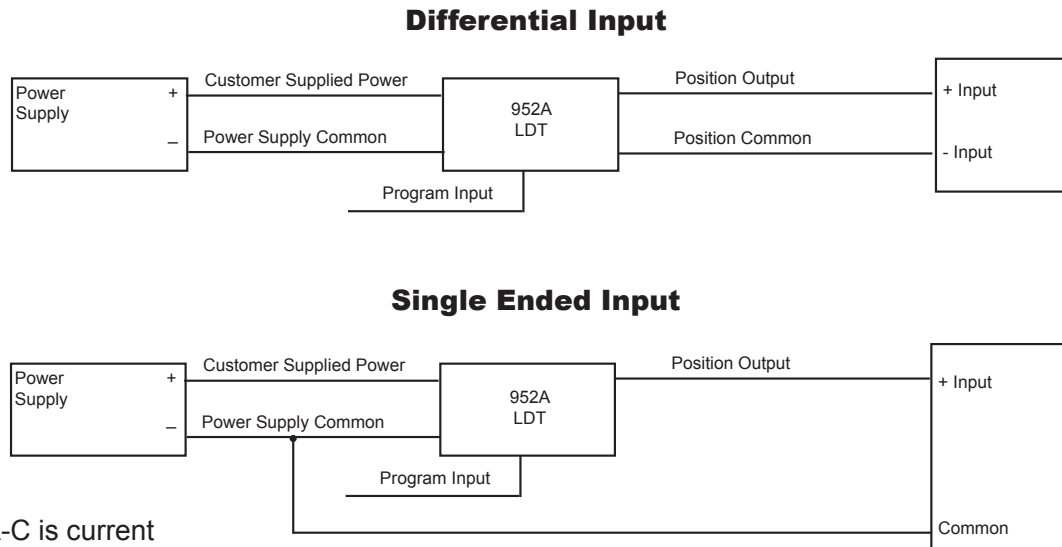 Differential Input
Power Supply
+
–
Customer Supplied Power
Power Supply Common
952A
LDT
Program Input
Position Output
Position Common
+ Input
- Input
Single Ended Input
Power Supply
+
–
Customer Supplied Power
Power Supply Common
952A
LDT
Program Input
Position Output
+ Input
Common
-C is current